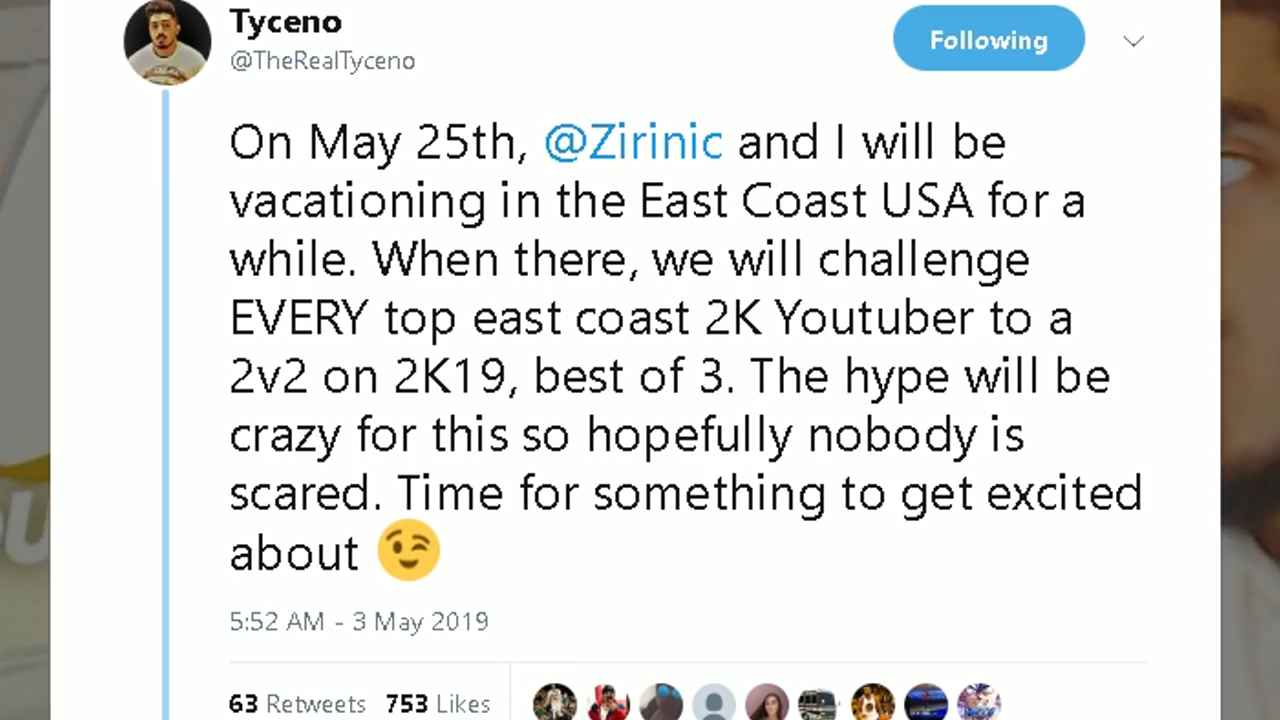 Tyceno
@TheRealTyceno
Following
On May 25th, @Zirinic and I will be
vacationing in the East Coast USA for a
while. When there, we will challenge
EVERY top east coast 2K Youtuber to a
2v2 on 2K19, best of 3. The hype will be
crazy for this so hopefully nobody is
scared. Time for something to get excited
about 😉
5:52 AM - 3 May 2019
63 Retweets 753 Likes